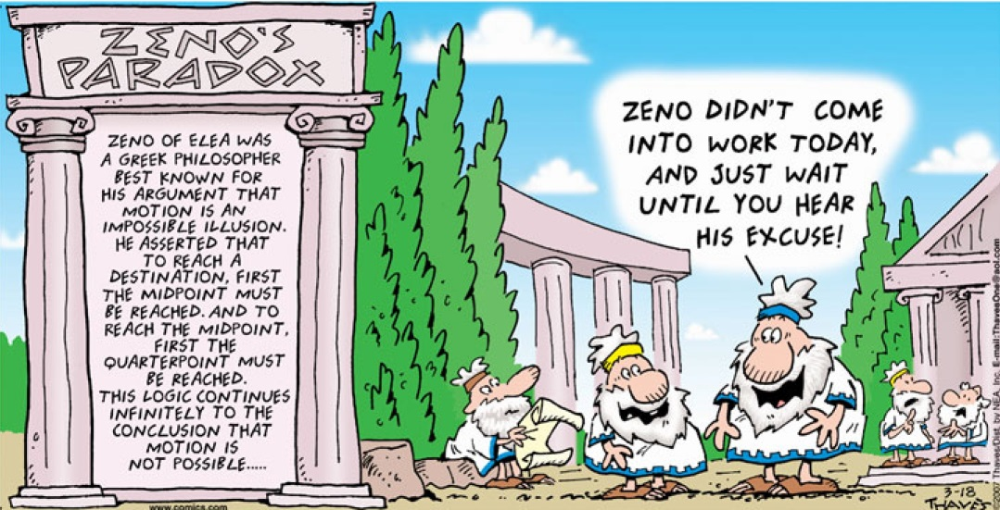 ZENO'S
PARADOX
ZENO OF ELEA WAS
A GREEK PHILOSOPHER
BEST KNOWN FOR
HIS ARGUMENT THAT
MOTION IS AN
IMPOSSIBLE ILLUSION.
HE ASSERTED THAT
TO REACH A
DESTINATION, FIRST
THE MIDPOINT MUST
BE REACHED. AND TO
REACH THE MIDPOINT,
FIRST THE
QUARTERPOINT MUST
BE REACHED.
THIS LOGIC CONTINUES
INFINITELY TO THE
CONCLUSION THAT
MOTION IS
NOT POSSIBLE.....
ZENO DIDN'T COME
INTO WORK TODAY,
AND JUST WAIT
UNTIL YOU HEAR
HIS EXCUSE!
www.comics.com
3-18
THAVES
©2007 Thaves/Dist. by NEA, Inc. E-mail: ThavesOne@aol.com